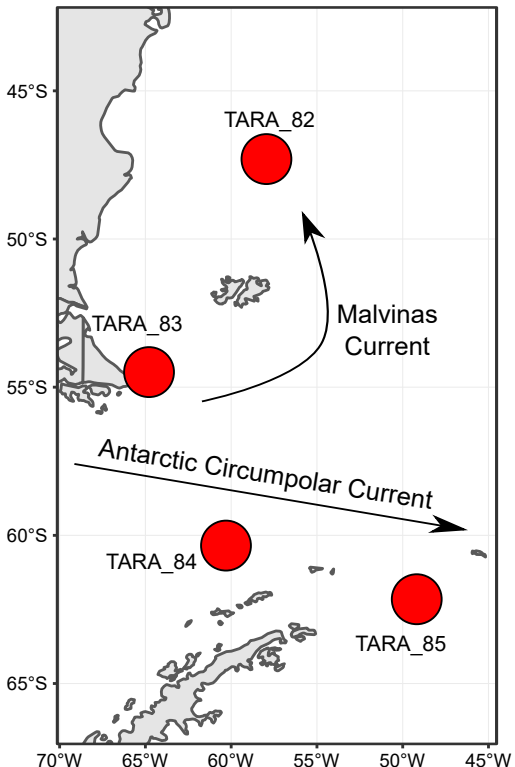 TARA_82
45°S
50°S
Malvinas
Current
TARA_83
55°S
Antarctic Circumpolar Current
60°S
TARA_84
TARA_85
65°S
70°W 65°W 60°W 55°W 50°W 45°W